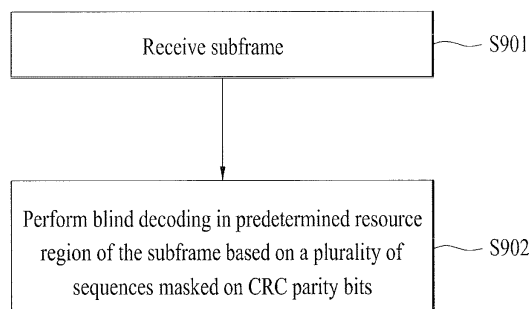 Receive subframe
S901
Perform blind decoding in predetermined resource
region of the subframe based on a plurality of
sequences masked on CRC parity bits
S902